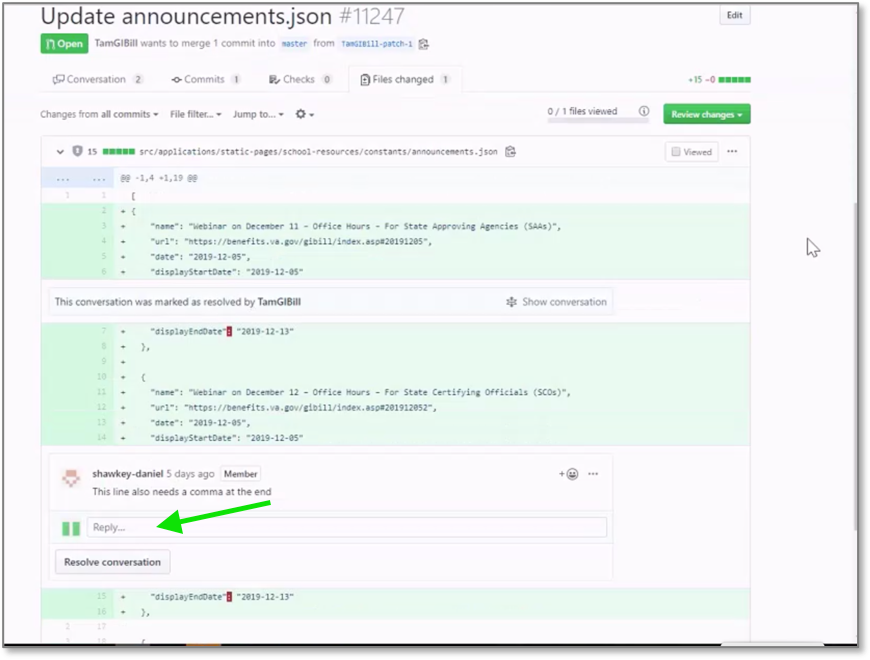 Update announcements.json #11247
Edit
Open TamGIBill wants to merge 1 commit into master from TamGIBill-patch-1
Conversation 2 Commits 1 Checks 0 Files changed 1 +15 −0
Changes from all commits File filter... Jump to... 0 / 1 files viewed Review changes
15 src/applications/static-pages/school-resources/constants/announcements.json Viewed ...
... ... @@ -1,4 +1,19 @@
1 1 [
2 + {
3 + "name": "Webinar on December 11 - Office Hours - For State Approving Agencies (SAAs)",
4 + "url": "https://benefits.va.gov/gibill/index.asp#20191205",
5 + "date": "2019-12-05",
6 + "displayStartDate": "2019-12-05"
This conversation was marked as resolved by TamGIBill Show conversation
7 + "displayEndDate": "2019-12-13"
8 + },
9 +
10 + {
11 + "name": "Webinar on December 12 - Office Hours - For State Certifying Officials (SCOs)",
12 + "url": "https://benefits.va.gov/gibill/index.asp#201912052",
13 + "date": "2019-12-05",
14 + "displayStartDate": "2019-12-05"
shawkey-daniel 5 days ago Member
This line also needs a comma at the end
Reply...
Resolve conversation
15 + "displayEndDate": "2019-12-13"
16 + },
2 17
3 18 {